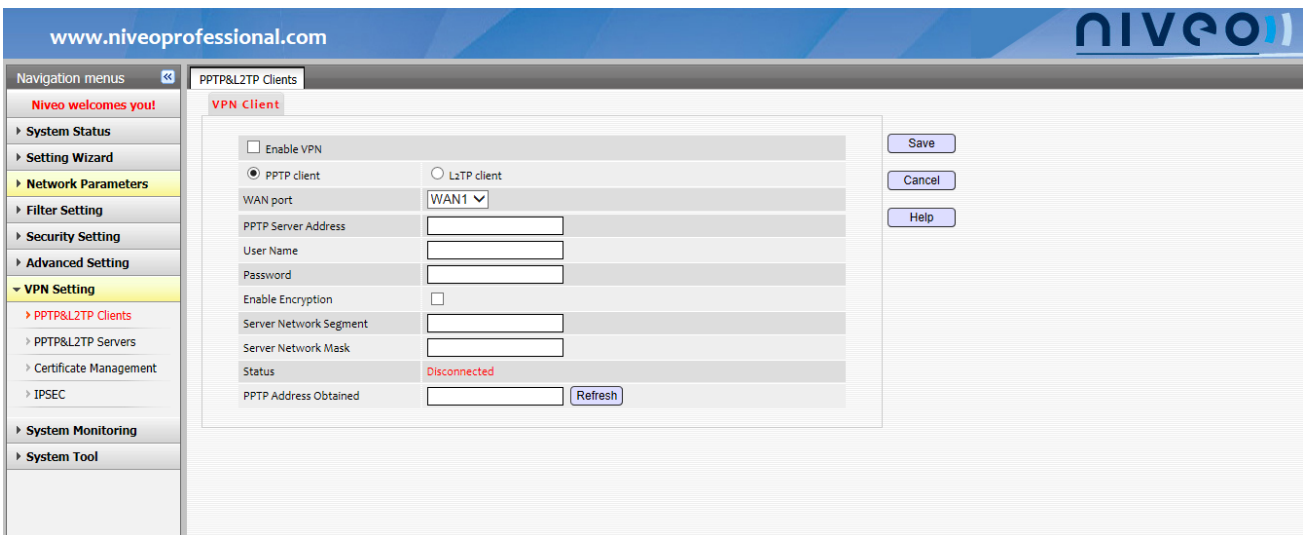 www.niveoprofessional.com
niveo
Navigation menus
Niveo welcomes you!
System Status
Setting Wizard
Network Parameters
Filter Setting
Security Setting
Advanced Setting
VPN Setting
PPTP&L2TP Clients
PPTP&L2TP Servers
Certificate Management
IPSEC
System Monitoring
System Tool
PPTP&L2TP Clients
VPN Client
Enable VPN
PPTP client L2TP client
WAN port WAN1
PPTP Server Address
User Name
Password
Enable Encryption
Server Network Segment
Server Network Mask
Status Disconnected
PPTP Address Obtained Refresh
Save
Cancel
Help